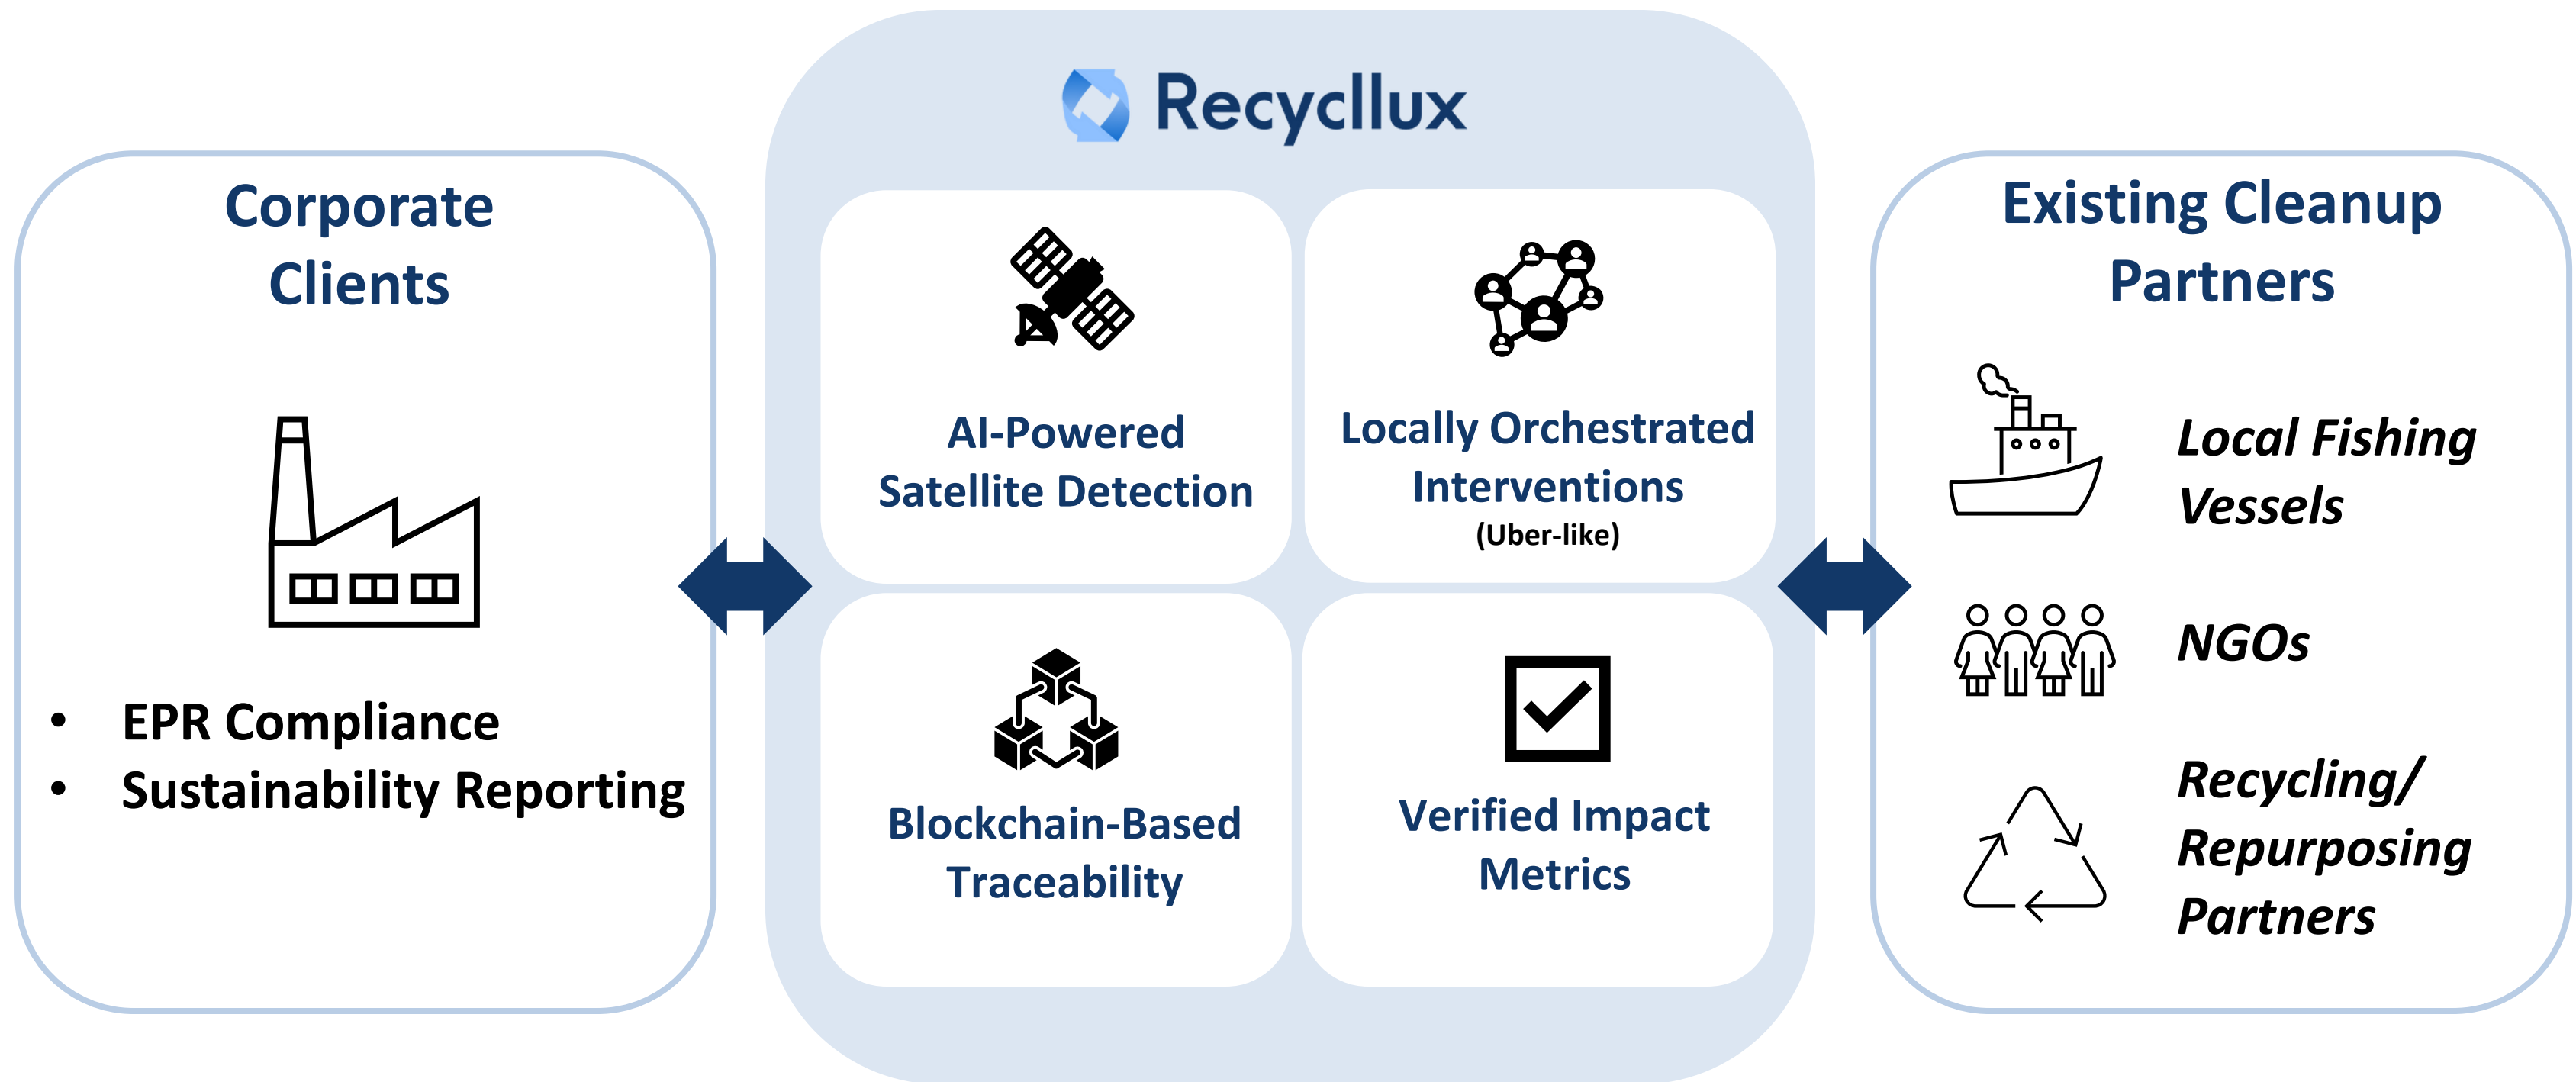 Recycllux
Corporate
Clients
• EPR Compliance
• Sustainability Reporting
AI-Powered
Satellite Detection
Locally Orchestrated
Interventions
(Uber-like)
Blockchain-Based
Traceability
Verified Impact
Metrics
Existing Cleanup
Partners
Local Fishing
Vessels
NGOs
Recycling/
Repurposing
Partners